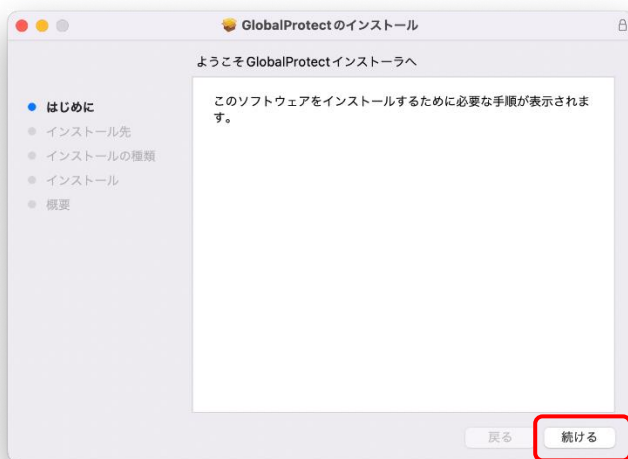 GlobalProtectのインストール
ようこそGlobalProtectインストーラへ
はじめに
インストール先
インストールの種類
インストール
概要
このソフトウェアをインストールするために必要な手順が表示されま
す。
戻る
続ける